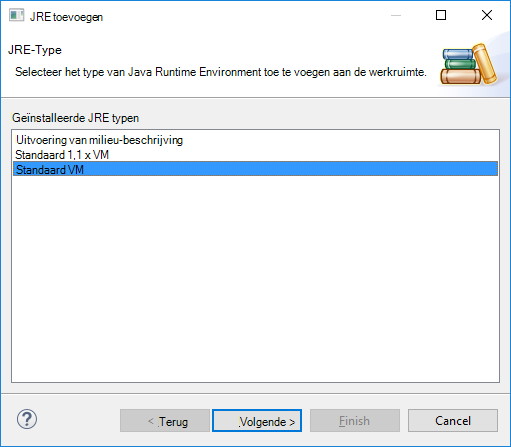 JRE toevoegen
JRE-Type
Selecteer het type van Java Runtime Environment toe te voegen aan de werkruimte.
Geïnstalleerde JRE typen
Uitvoering van milieu-beschrijving
Standaard 1,1 x VM
Standaard VM
? < Terug Volgende > Finish Cancel